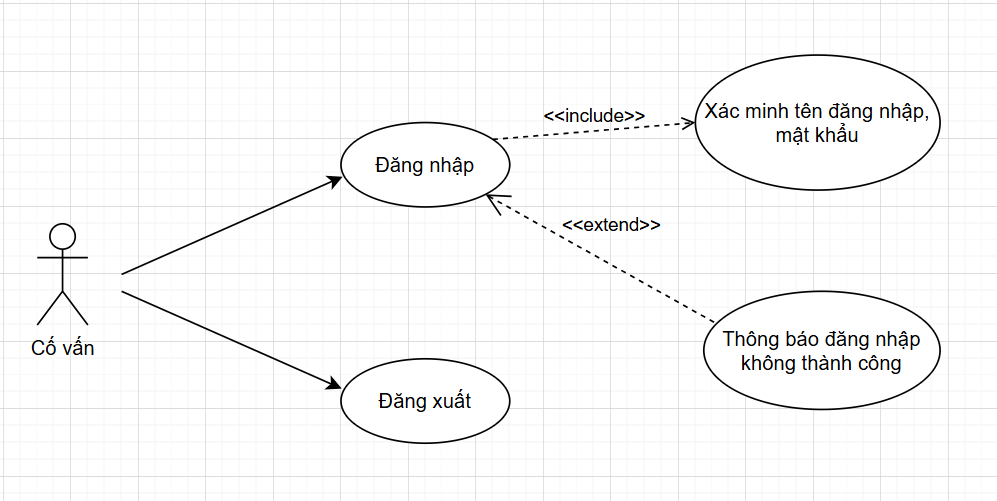 Xác minh tên đăng nhập,
mật khẩu
<<include>>
Đăng nhập
<<extend>>
Cố vấn
Thông báo đăng nhập
không thành công
Đăng xuất